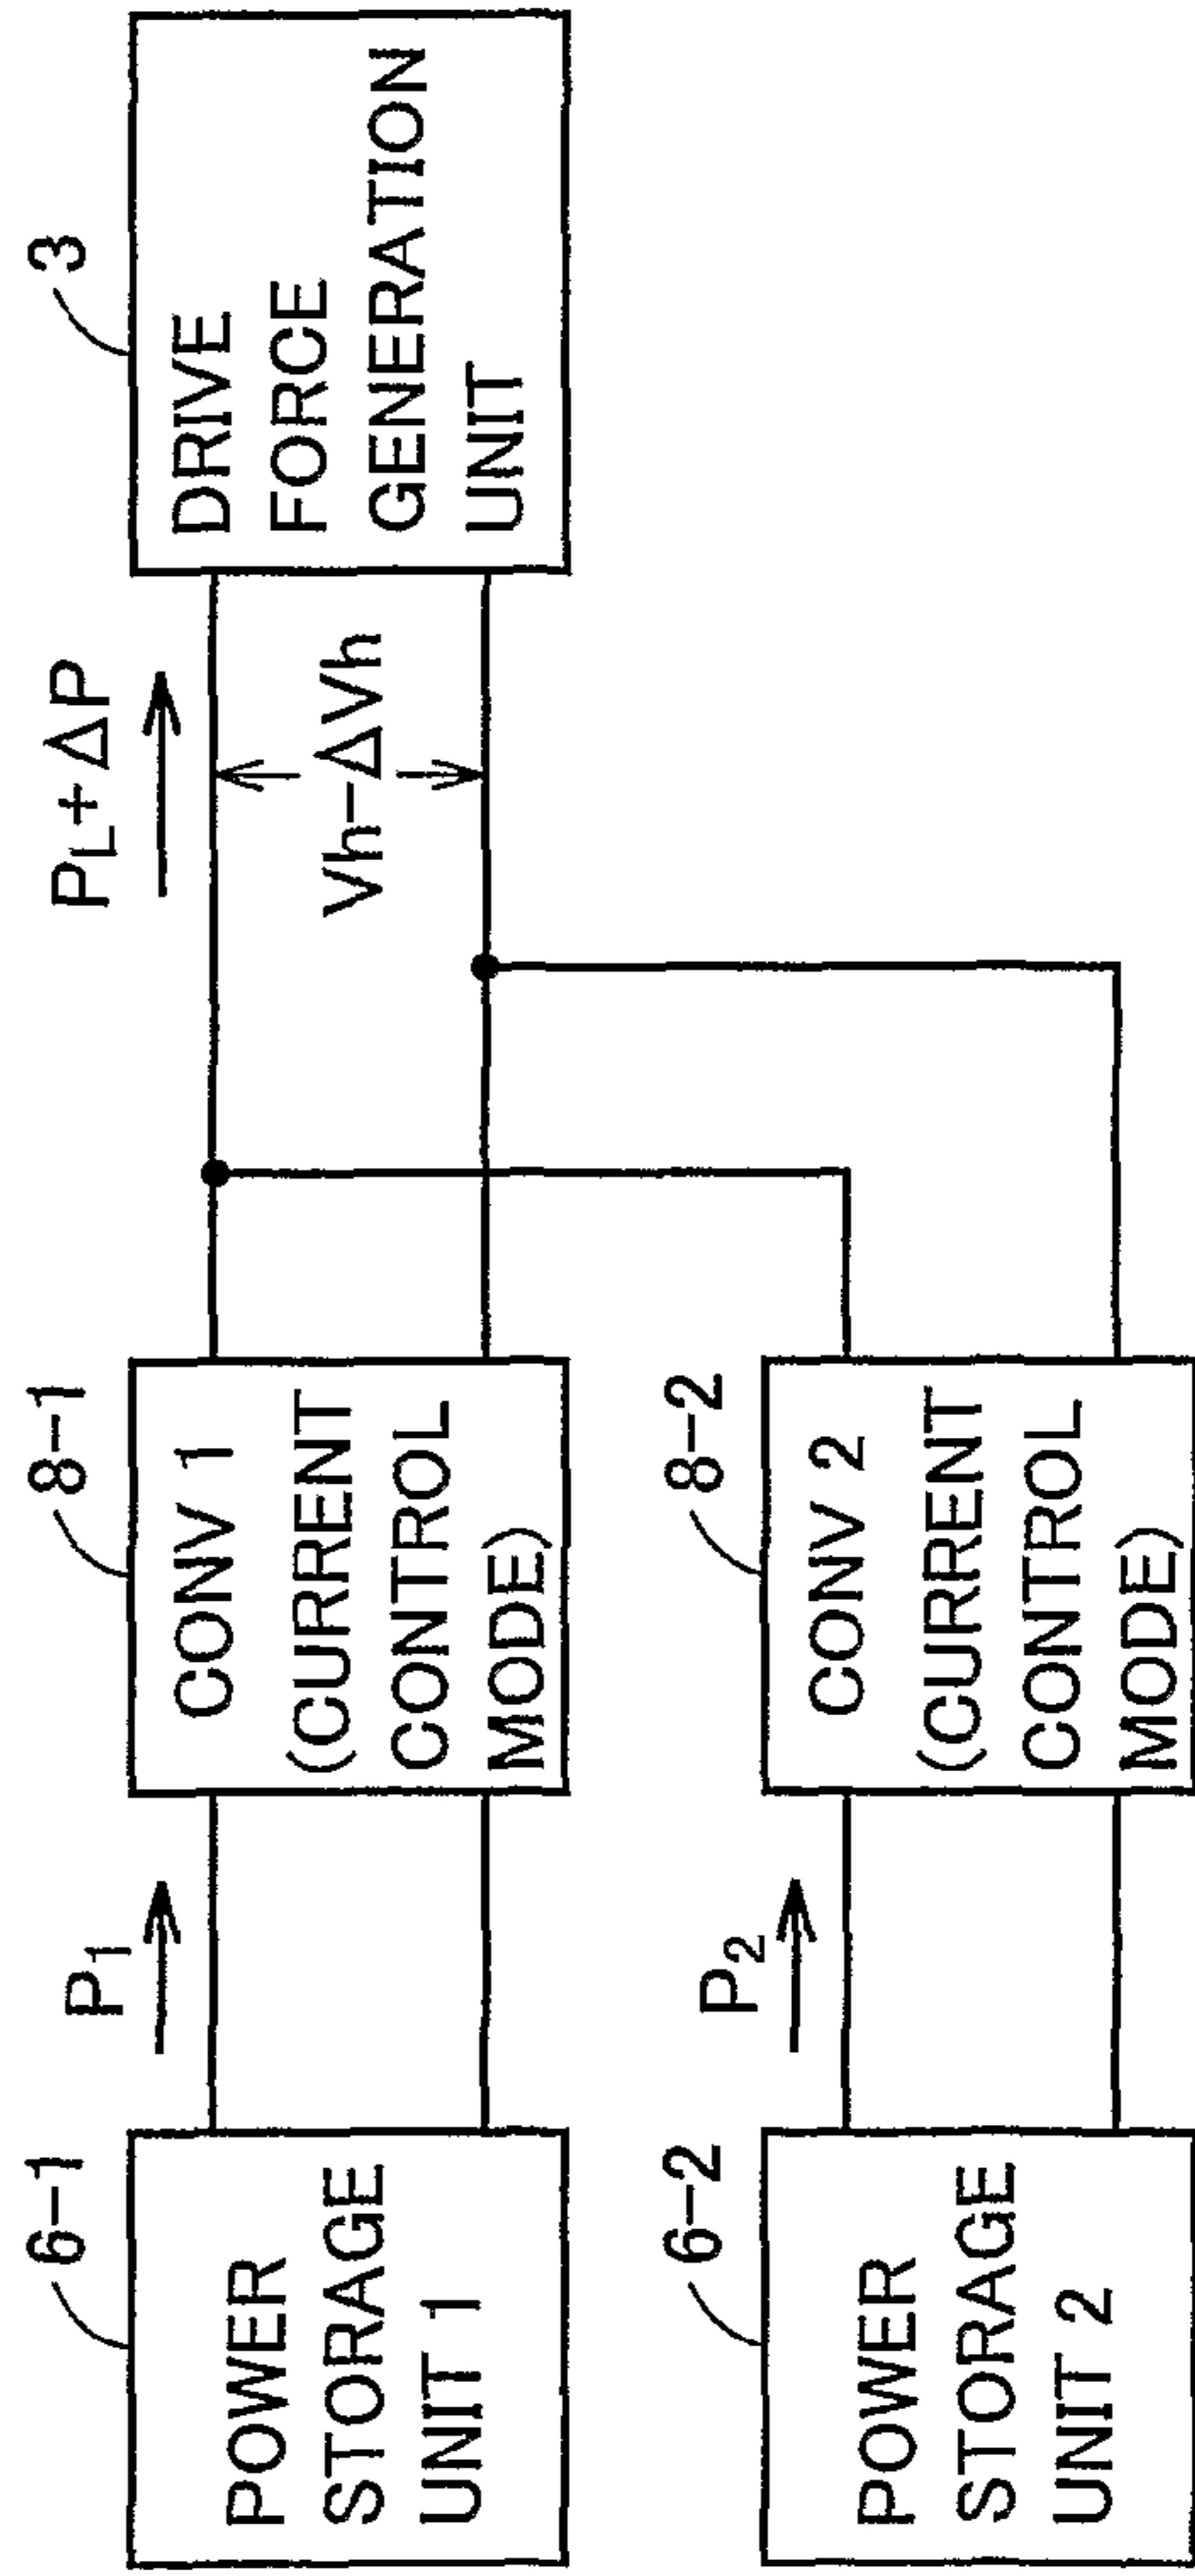 6-1
POWER
STORAGE
UNIT 1
P1
8-1
CONV 1
(CURRENT
CONTROL
MODE)
PL+ΔP
Vh-ΔVh
3
DRIVE
FORCE
GENERATION
UNIT
6-2
POWER
STORAGE
UNIT 2
P2
8-2
CONV 2
(CURRENT
CONTROL
MODE)